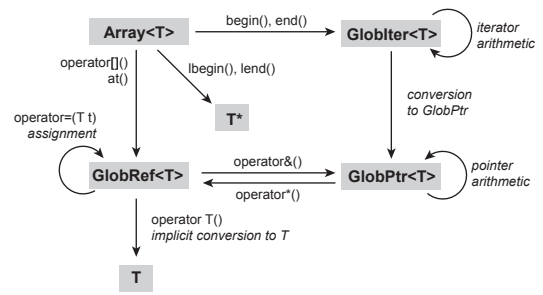 Array<T>
begin(), end()
GlobIter<T>
iterator
arithmetic
operator[]()
at()
lbegin(), lend()
T*
conversion
to GlobPtr
operator=(T t)
assignment
GlobRef<T>
operator&()
operator*()
GlobPtr<T>
pointer
arithmetic
operator T()
implicit conversion to T
T